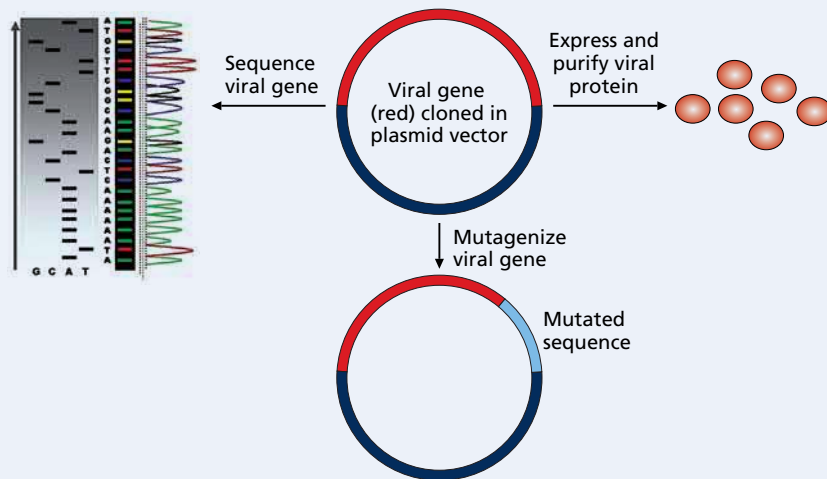 A
T
G
C
T
T
C
G
G
C
A
A
G
A
C
T
C
A
A
A
A
A
A
T
A
G C A T
Sequence
viral gene
Viral gene
(red) cloned in
plasmid vector
Express and
purify viral
protein
Mutagenize
viral gene
Mutated
sequence